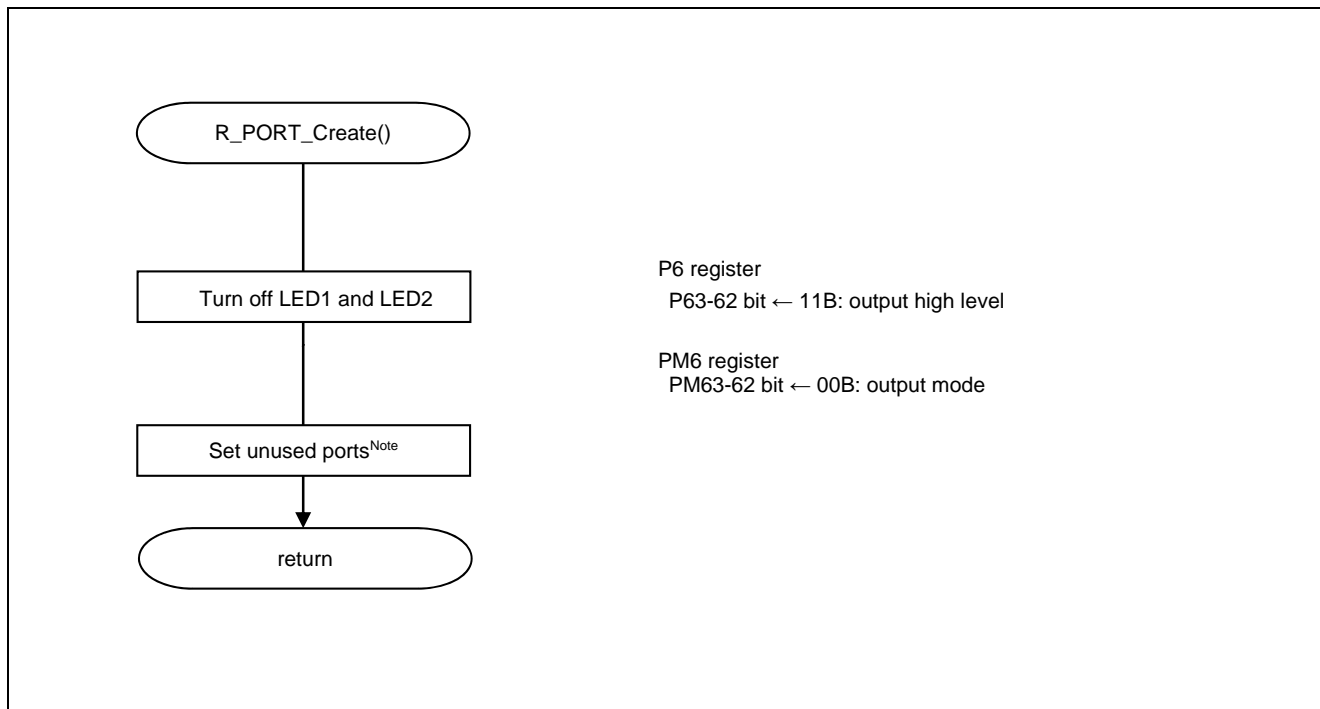 R_PORT_Create()
Turn off LED1 and LED2
P6 register
P63-62 bit ← 11B: output high level
PM6 register
PM63-62 bit ← 00B: output mode
Set unused portsNote
return